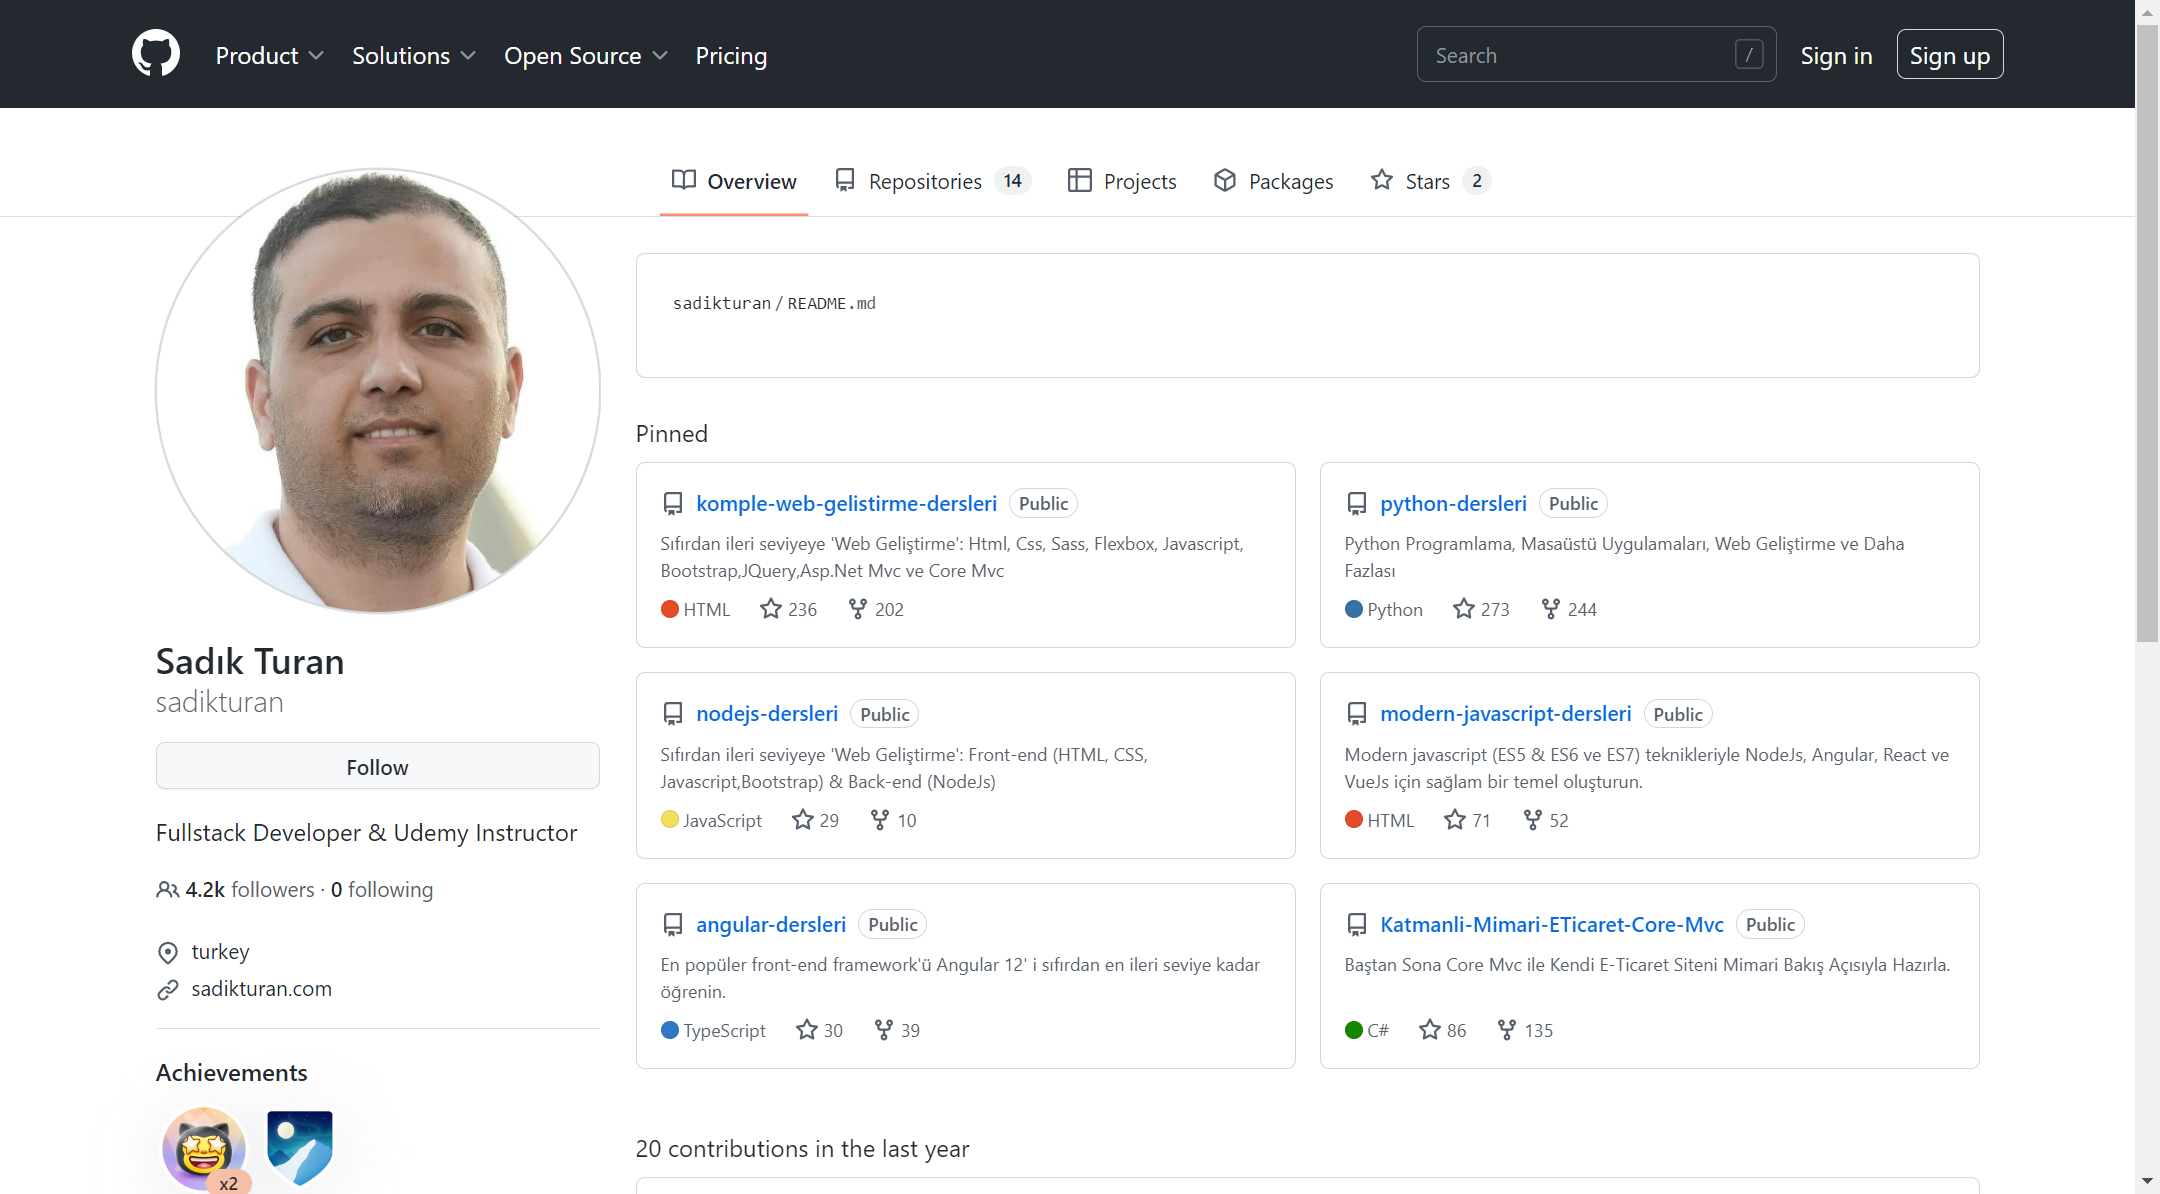 Product
Solutions
Open Source
Pricing
Search
/
Sign in
Sign up
Overview
Repositories 14
Projects
Packages
Stars 2
sadikturan / README.md
Sadık Turan
sadikturan
Follow
Fullstack Developer & Udemy Instructor
4.2k followers · 0 following
turkey
sadikturan.com
Achievements
x2
Pinned
komple-web-gelistirme-dersleri Public
Sıfırdan ileri seviyeye 'Web Geliştirme': Html, Css, Sass, Flexbox, Javascript,
Bootstrap,JQuery,Asp.Net Mvc ve Core Mvc
HTML 236 202
python-dersleri Public
Python Programlama, Masaüstü Uygulamaları, Web Geliştirme ve Daha
Fazlası
Python 273 244
nodejs-dersleri Public
Sıfırdan ileri seviyeye 'Web Geliştirme': Front-end (HTML, CSS,
Javascript,Bootstrap) & Back-end (NodeJs)
JavaScript 29 10
modern-javascript-dersleri Public
Modern javascript (ES5 & ES6 ve ES7) teknikleriyle NodeJs, Angular, React ve
VueJs için sağlam bir temel oluşturun.
HTML 71 52
angular-dersleri Public
En popüler front-end framework'ü Angular 12' i sıfırdan en ileri seviye kadar
öğrenin.
TypeScript 30 39
Katmanli-Mimari-ETicaret-Core-Mvc Public
Baştan Sona Core Mvc ile Kendi E-Ticaret Siteni Mimari Bakış Açısıyla Hazırla.
C# 86 135
20 contributions in the last year